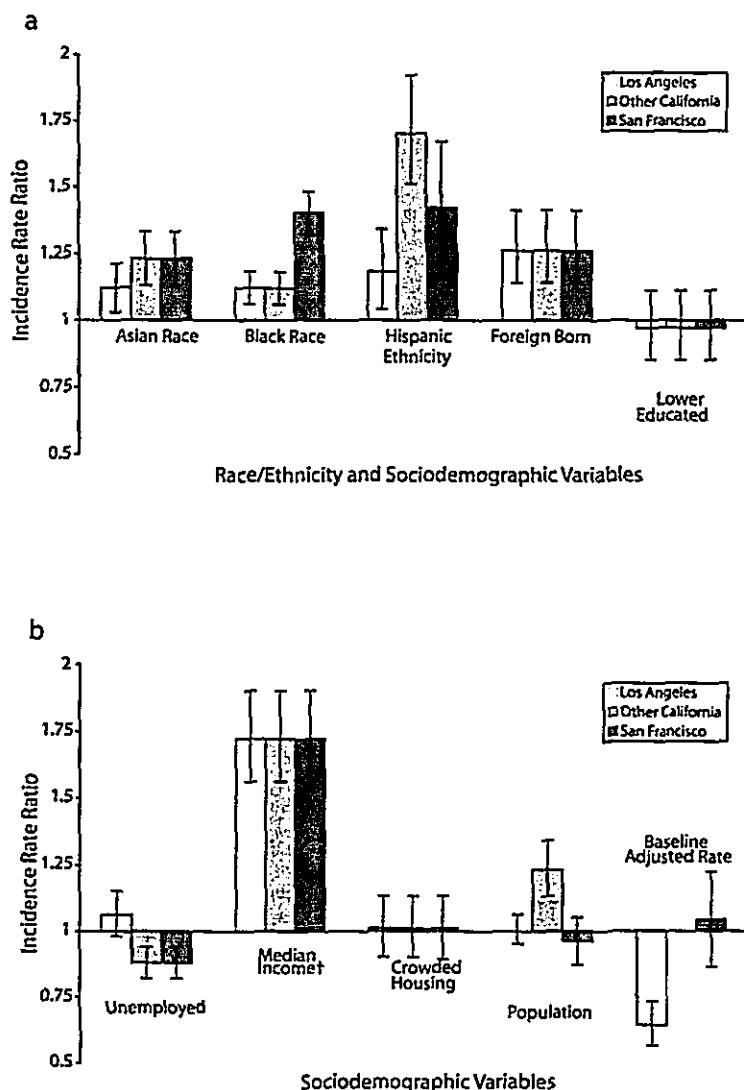 a
2
Los Angeles
Other California
San Francisco
1.75
1.5
1.25
1
0.75
0.5
Incidence Rate Ratio
Asian Race
Black Race
Hispanic
Ethnicity
Foreign Born
Lower
Educated
Race/Ethnicity and Sociodemographic Variables
b
2
Los Angeles
Other California
San Francisco
1.75
1.5
1.25
1
0.75
0.5
Incidence Rate Ratio
Baseline
Adjusted Rate
Median
Income†
Crowded
Housing
Unemployed
Population
Sociodemographic Variables